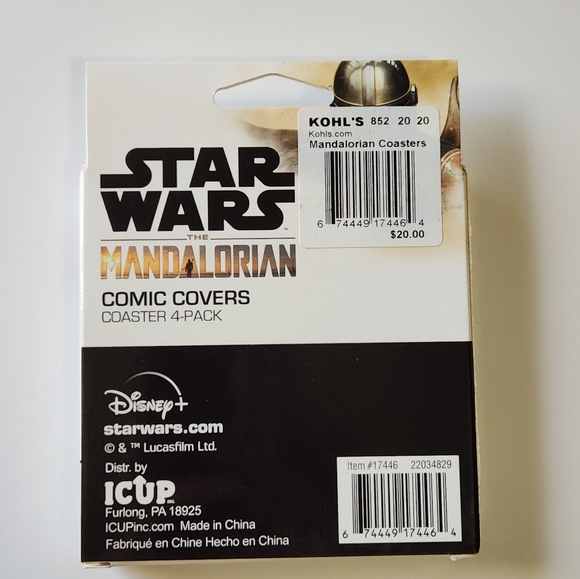 KOHL'S 852 20 20
Kohls.com
Mandalorian Coasters
6 74449 17446 4
$20.00
STAR
WARS
THE
MANDALORIAN
COMIC COVERS
COASTER 4-PACK
Disney+
starwars.com
© & ™ Lucasfilm Ltd.
Distr. by
ICUP INC.
Furlong, PA 18925
ICUPinc.com Made in China
Fabriqué en Chine Hecho en China
Item #17446 22034829
6 74449 17446 4